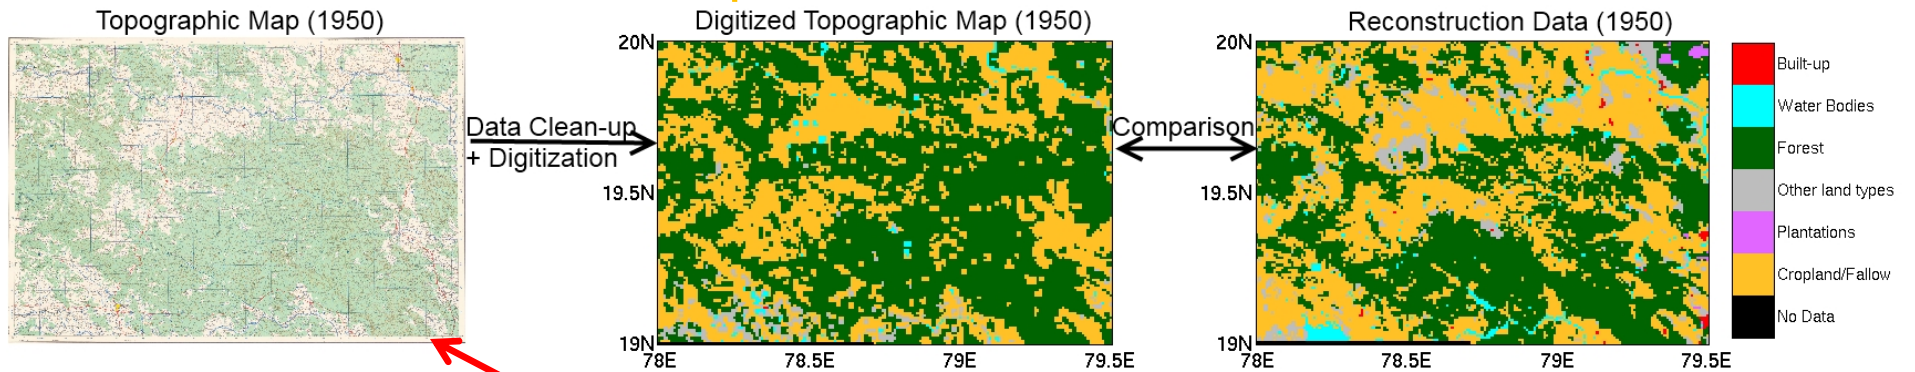 Topographic Map (1950)
Data Clean-up
+ Digitization
Digitized Topographic Map (1950)
20N
19.5N
19N
78E
78.5E
79E
79.5E
Comparison
Reconstruction Data (1950)
20N
19.5N
19N
78E
78.5E
79E
79.5E
Built-up
Water Bodies
Forest
Other land types
Plantations
Cropland/Fallow
No Data